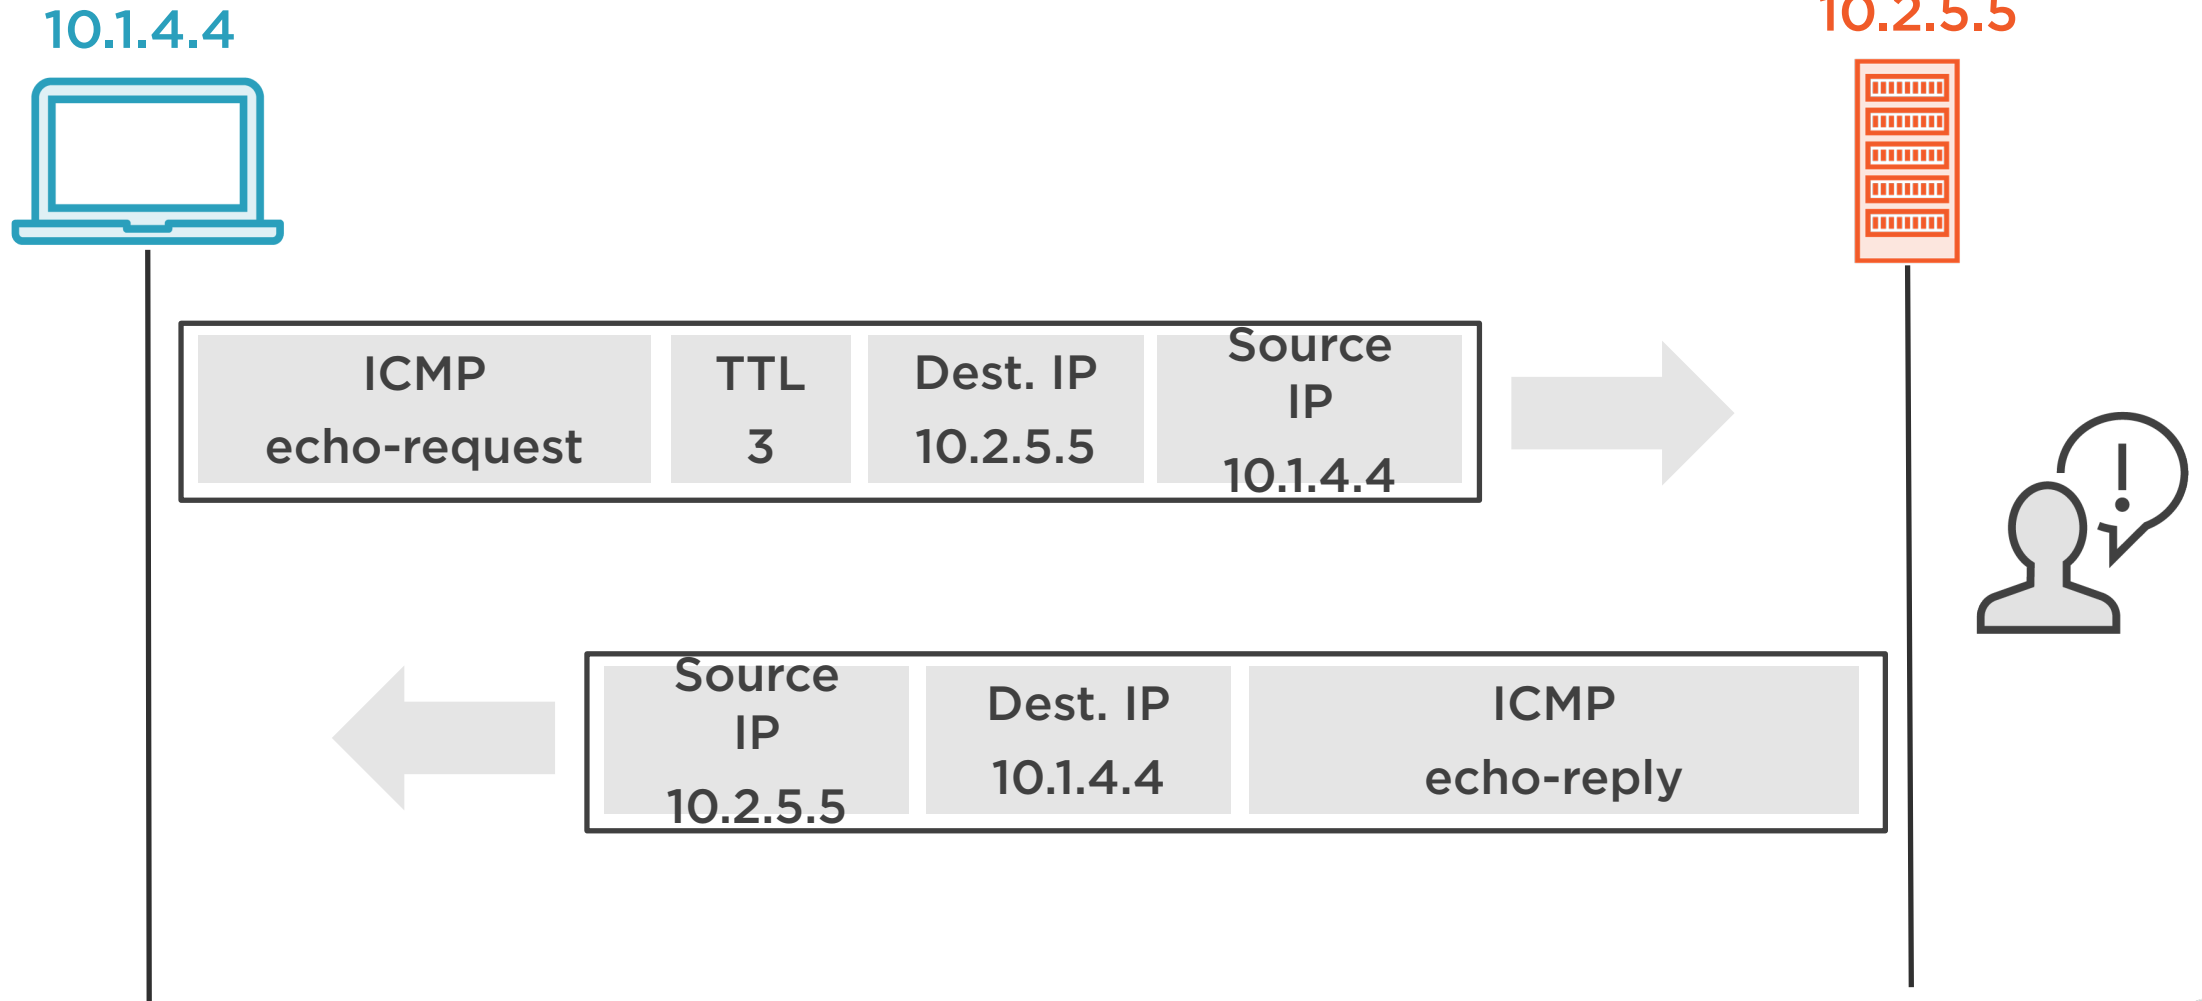 10.1.4.4
10.2.5.5
ICMP
echo-request
TTL
3
Dest. IP
10.2.5.5
Source
IP
10.1.4.4
Source
IP
10.2.5.5
Dest. IP
10.1.4.4
ICMP
echo-reply